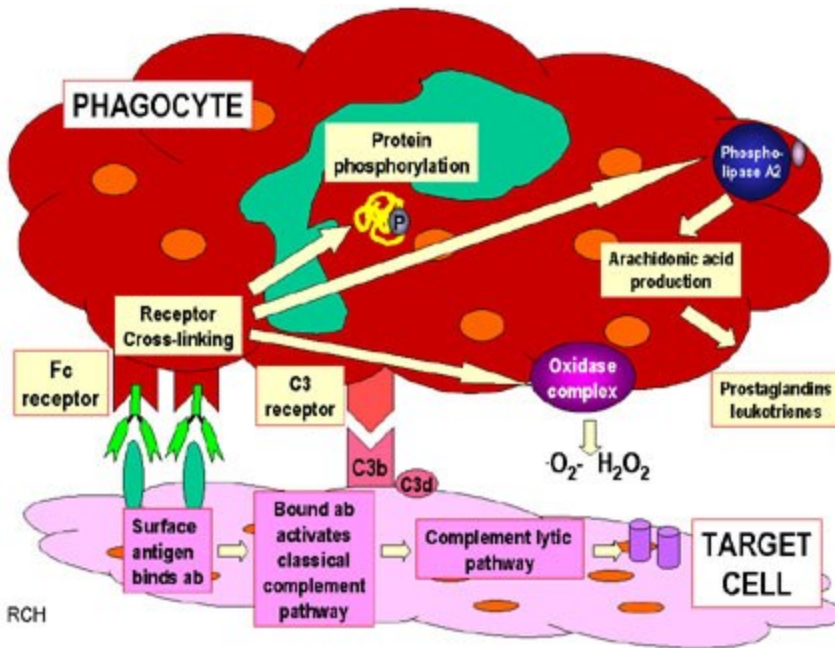 PHAGOCYTE
Protein
phosphorylation
P
Phospho-
lipase A2
Arachidonic acid
production
Prostaglandins
leukotrienes
Receptor
Cross-linking
Fc
receptor
C3
receptor
Oxidase
complex
·O₂- H₂O₂
C3b
C3d
Surface
antigen
binds ab
Bound ab
activates
classical
complement
pathway
Complement lytic
pathway
TARGET
CELL
RCH